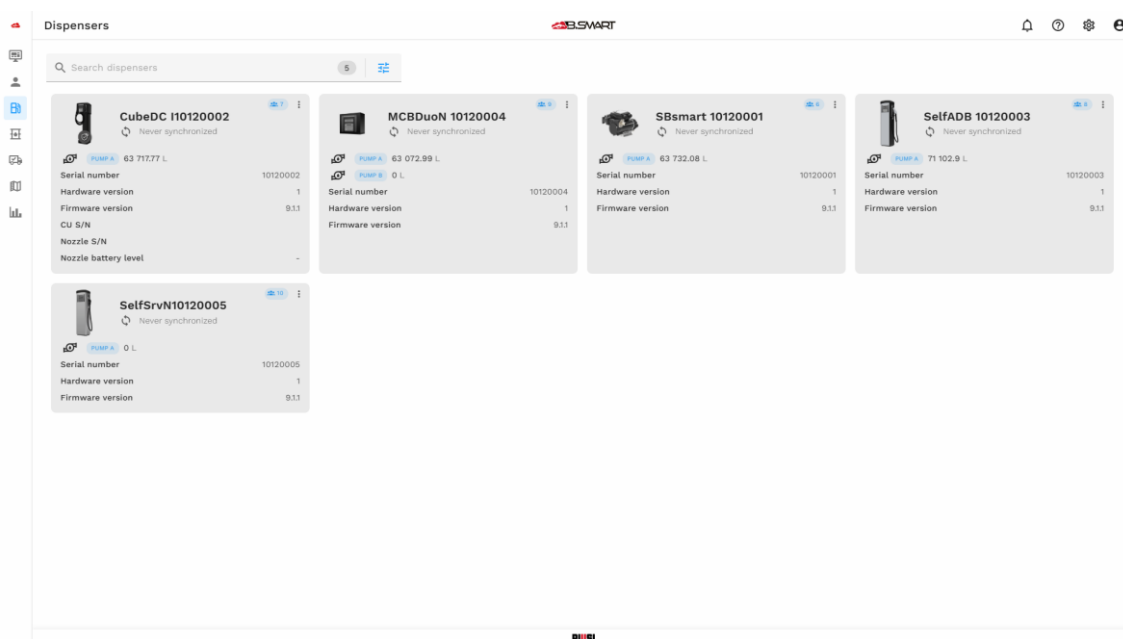 Dispensers
B.SMART
Search dispensers
5
7
CubeDC I10120002
Never synchronized
PUMP A 63 717.77 L
Serial number 10120002
Hardware version 1
Firmware version 9.1.1
CU S/N
Nozzle S/N
Nozzle battery level -
MCBDuoN 10120004
Never synchronized
PUMP A 63 072.99 L
PUMP B 0 L
Serial number 10120004
Hardware version 1
Firmware version 9.1.1
SBsmart 10120001
Never synchronized
PUMP A 63 732.08 L
Serial number 10120001
Hardware version 1
Firmware version 9.1.1
SelfADB 10120003
Never synchronized
PUMP A 71 102.9 L
Serial number 10120003
Hardware version 1
Firmware version 9.1.1
10
SelfSrvN10120005
Never synchronized
PUMP A 0 L
Serial number 10120005
Hardware version 1
Firmware version 9.1.1